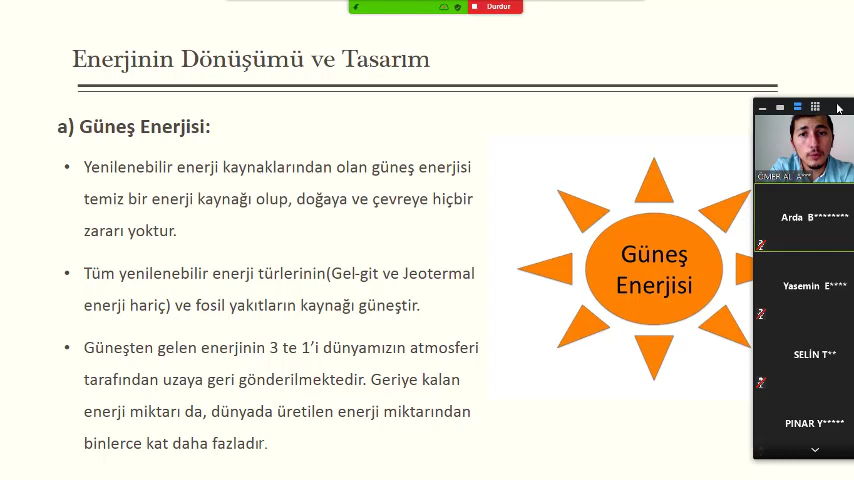 Durdur
Enerjinin Dönüşümü ve Tasarım
a) Güneş Enerjisi:
• Yenilenebilir enerji kaynaklarından olan güneş enerjisi
temiz bir enerji kaynağı olup, doğaya ve çevreye hiçbir
zararı yoktur.
• Tüm yenilenebilir enerji türlerinin(Gel-git ve Jeotermal
enerji hariç) ve fosil yakıtların kaynağı güneştir.
• Güneşten gelen enerjinin 3 te 1’i dünyamızın atmosferi
tarafından uzaya geri gönderilmektedir. Geriye kalan
enerji miktarı da, dünyada üretilen enerji miktarından
binlerce kat daha fazladır.
Güneş
Enerjisi
ÖMER AL A***
Arda B********
Yasemin E****
SELİN T**
PINAR Y*****